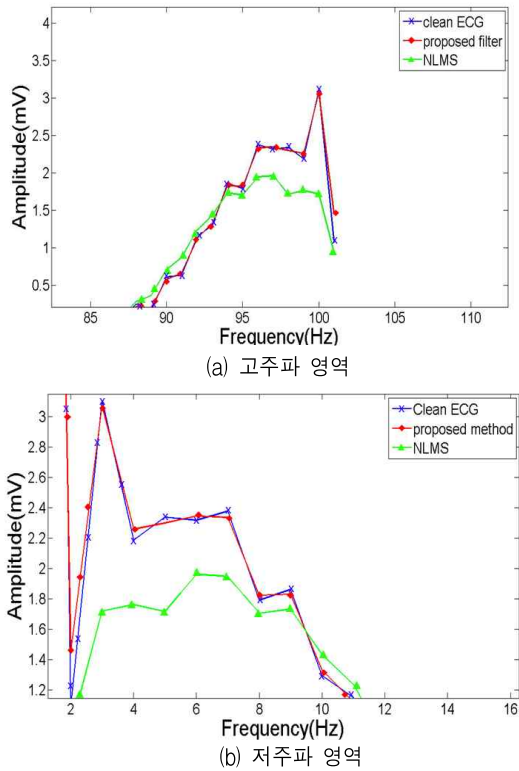 clean ECG
proposed filter
NLMS
Amplitude(mV)
4
3.5
3
2.5
2
1.5
1
0.5
85 90 95 100 105 110
Frequency(Hz)
(a) 고주파 영역
Clean ECG
proposed method
NLMS
Amplitude(mV)
3
2.8
2.6
2.4
2.2
2
1.8
1.6
1.4
1.2
2 4 6 8 10 12 14 16
Frequency(Hz)
(b) 저주파 영역